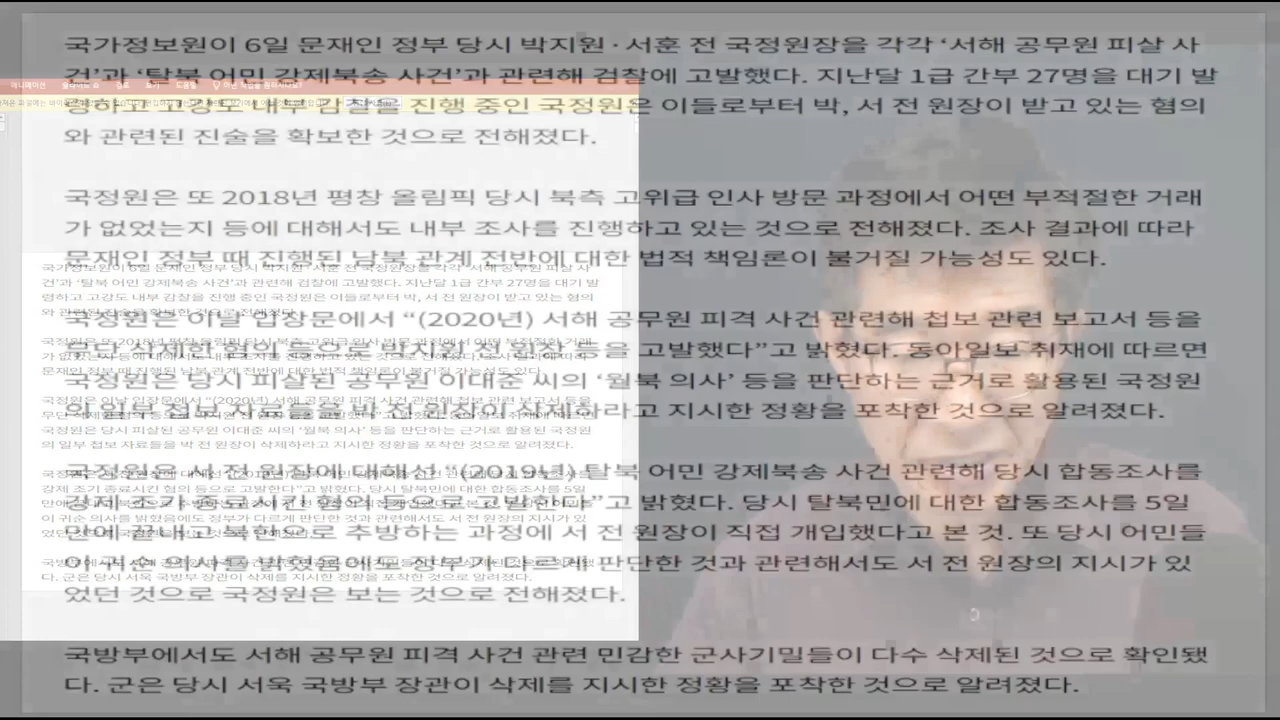 국가정보원이 6일 문재인 정부 당시 박지원 · 서훈 전 국정원장을 각각 ‘서해 공무원 피살 사
건’과 ‘탈북 어민 강제북송 사건’과 관련해 검찰에 고발했다. 지난달 1급 간부 27명을 대기 발
령하고 고강도 내부 감찰을 진행 중인 국정원은 이들로부터 박, 서 전 원장이 받고 있는 혐의
와 관련된 진술을 확보한 것으로 전해졌다.
국정원은 또 2018년 평창 올림픽 당시 북측 고위급 인사 방문 과정에서 어떤 부적절한 거래
가 없었는지 등에 대해서도 내부 조사를 진행하고 있는 것으로 전해졌다. 조사 결과에 따라
문재인 정부 때 진행된 남북 관계 전반에 대한 법적 책임론이 불거질 가능성도 있다.
국정원은 이날 입장문에서 “(2020년) 서해 공무원 피격 사건 관련해 첩보 관련 보고서 등을
무단 삭제한 혐의 등으로 박지원 전 원장 등을 고발했다”고 밝혔다. 동아일보 취재에 따르면
국정원은 당시 피살된 공무원 이대준 씨의 ‘월북 의사’ 등을 판단하는 근거로 활용된 국정원
의 일부 첩보 자료들을 박 전 원장이 삭제하라고 지시한 정황을 포착한 것으로 알려졌다.
국정원은 서 전 원장에 대해선 “(2019년) 탈북 어민 강제북송 사건 관련해 당시 합동조사를
강제 조기 종료시킨 혐의 등으로 고발한다”고 밝혔다. 당시 탈북민에 대한 합동조사를 5일
만에 끝내고 북한으로 추방하는 과정에 서 전 원장이 직접 개입했다고 본 것. 또 당시 어민들
이 귀순 의사를 밝혔음에도 정부가 다르게 판단한 것과 관련해서도 서 전 원장의 지시가 있
었던 것으로 국정원은 보는 것으로 전해졌다.
국방부에서도 서해 공무원 피격 사건 관련 민감한 군사기밀들이 다수 삭제된 것으로 확인됐
다. 군은 당시 서욱 국방부 장관이 삭제를 지시한 정황을 포착한 것으로 알려졌다.